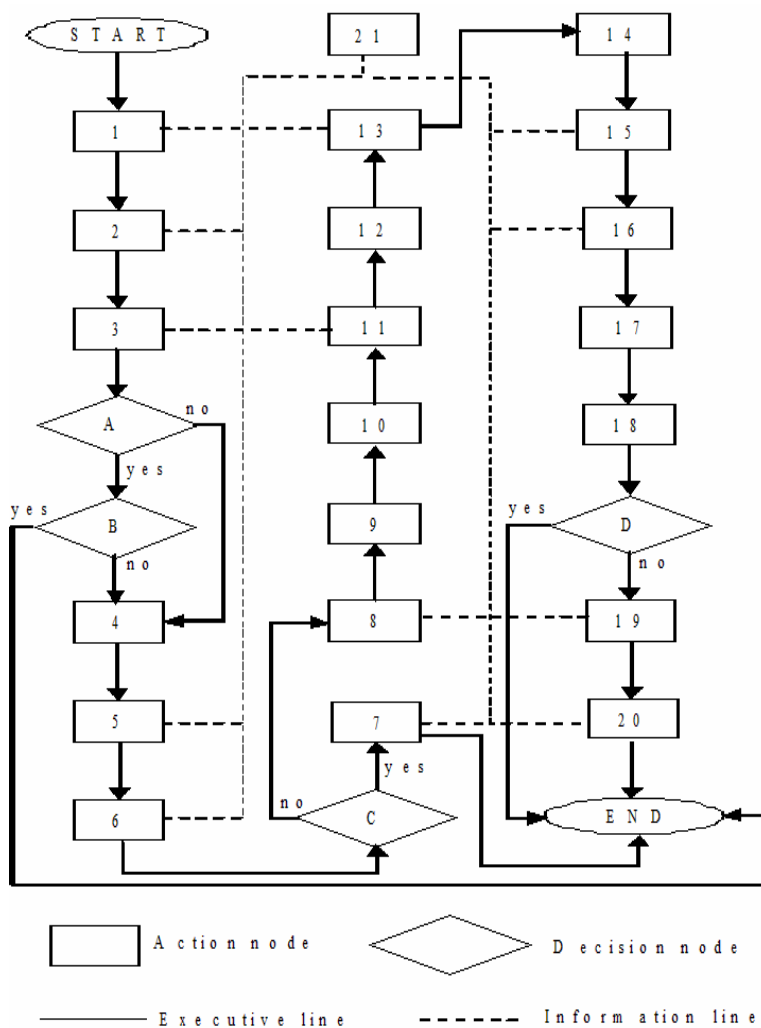 START
1
2
3
A
no
yes
B
yes
no
4
5
6
21
13
12
11
10
9
8
7
yes
no
C
14
15
16
17
18
D
yes
no
19
20
END
Action node
Decision node
Executive line
Information line